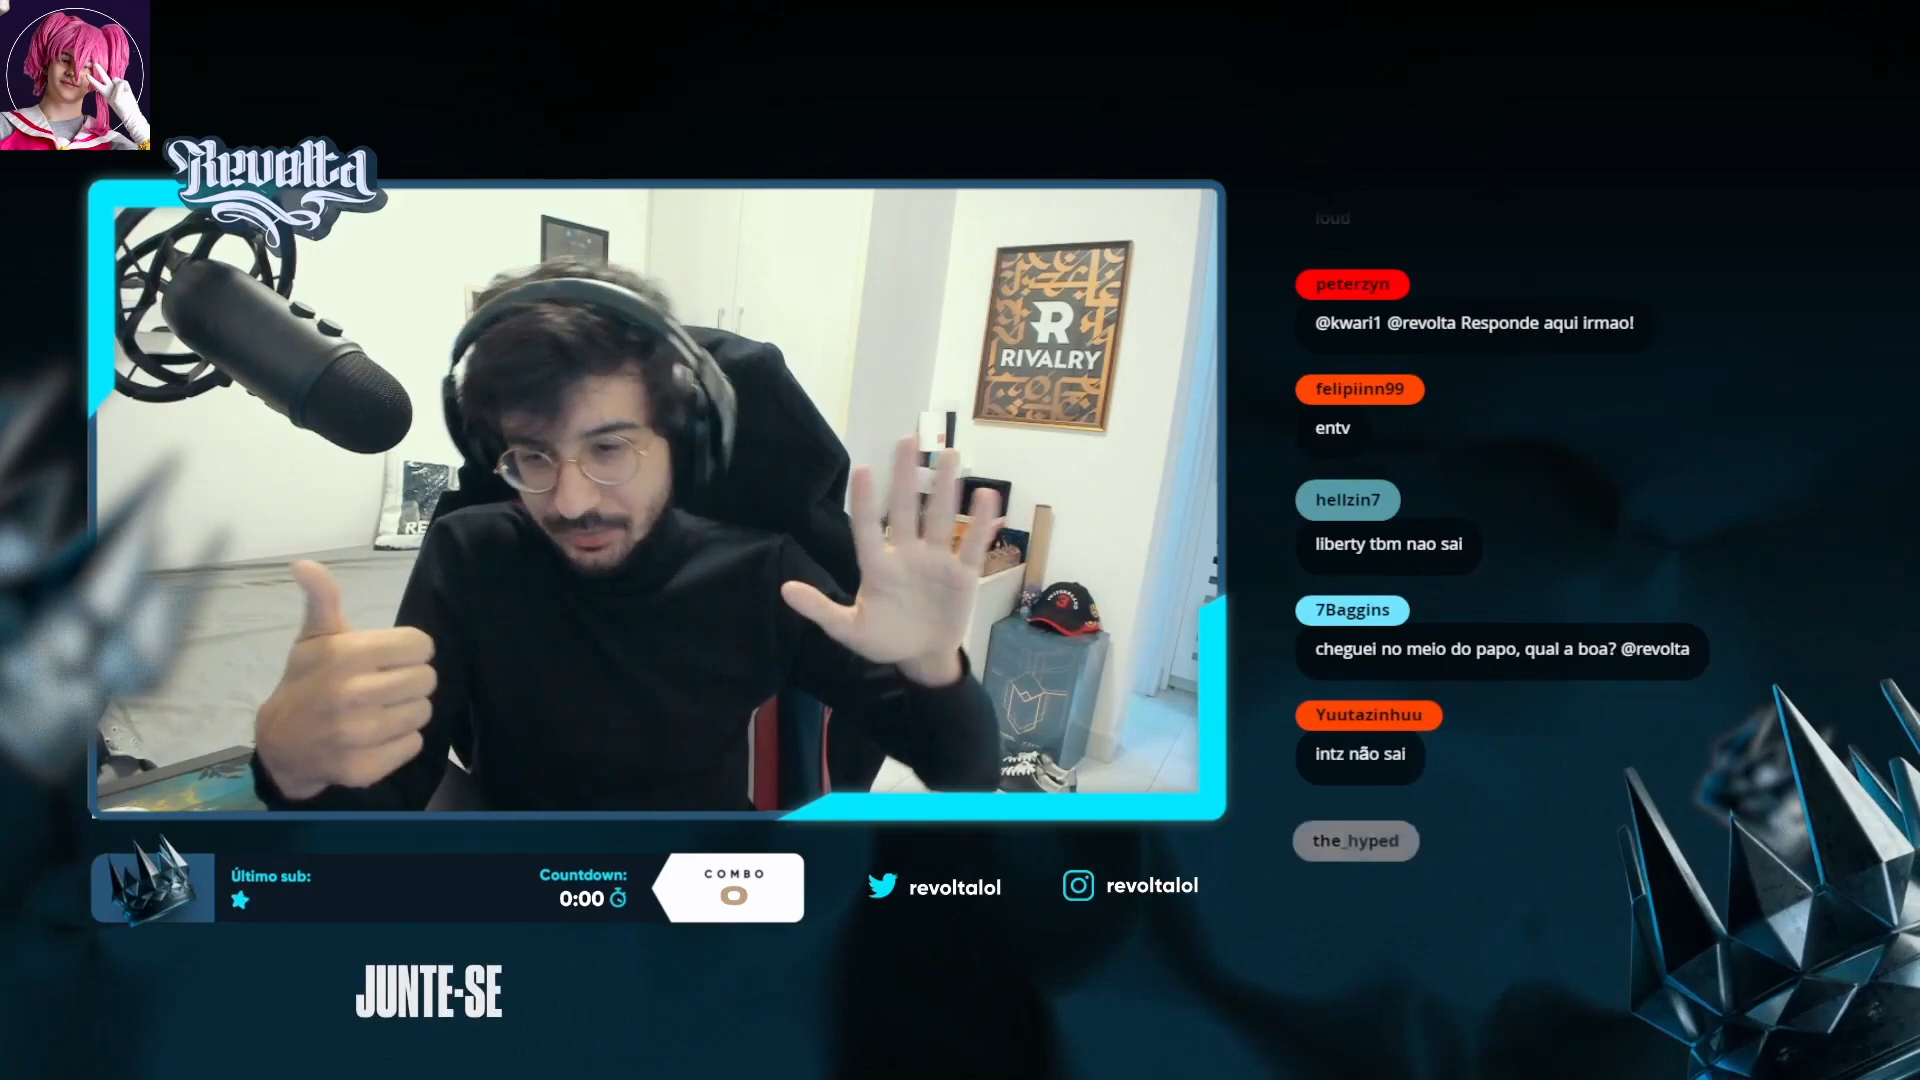 Revolta
RIVALRY
loud
peterzyn
@kwari1 @revolta Responde aqui irmao!
felipiinn99
entv
hellzin7
liberty tbm nao sai
7Baggins
cheguei no meio do papo, qual a boa? @revolta
Yuutazinhuu
intz não sai
the_hyped
Último sub:
Countdown:
0:00
COMBO
0
revoltalol
revoltalol
JUNTE-SE